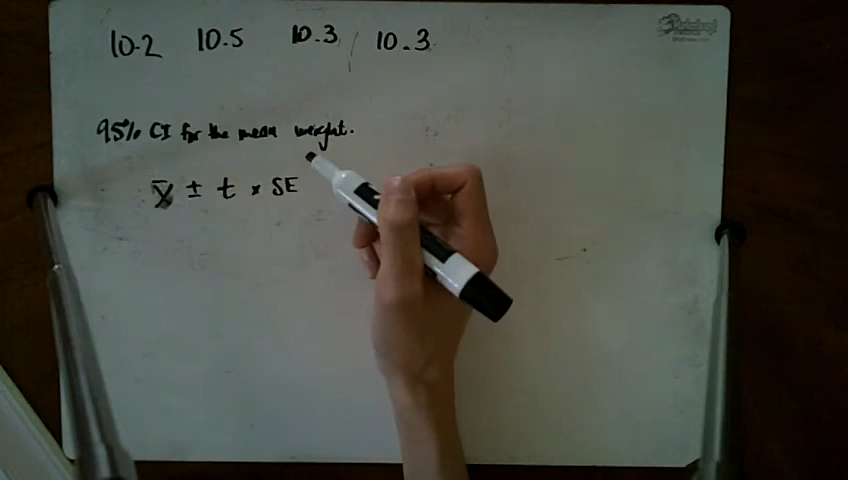 10.2 10.5 10.3 10.3
95% CI for the mean weight.
x̄ ± t × SE